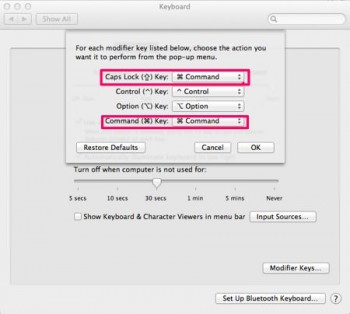 Keyboard
Show All
For each modifier key listed below, choose the action you
want it to perform from the pop-up menu.
Caps Lock (⇪) Key: ⌘ Command
Control (^) Key: ^ Control
Option (⌥) Key: ⌥ Option
Command (⌘) Key: ⌘ Command
Restore Defaults Cancel OK
Turn off when computer is not used for:
5 secs 10 secs 30 secs 1 min 5 mins Never
Show Keyboard & Character Viewers in menu bar Input Sources...
Modifier Keys...
Set Up Bluetooth Keyboard... ?